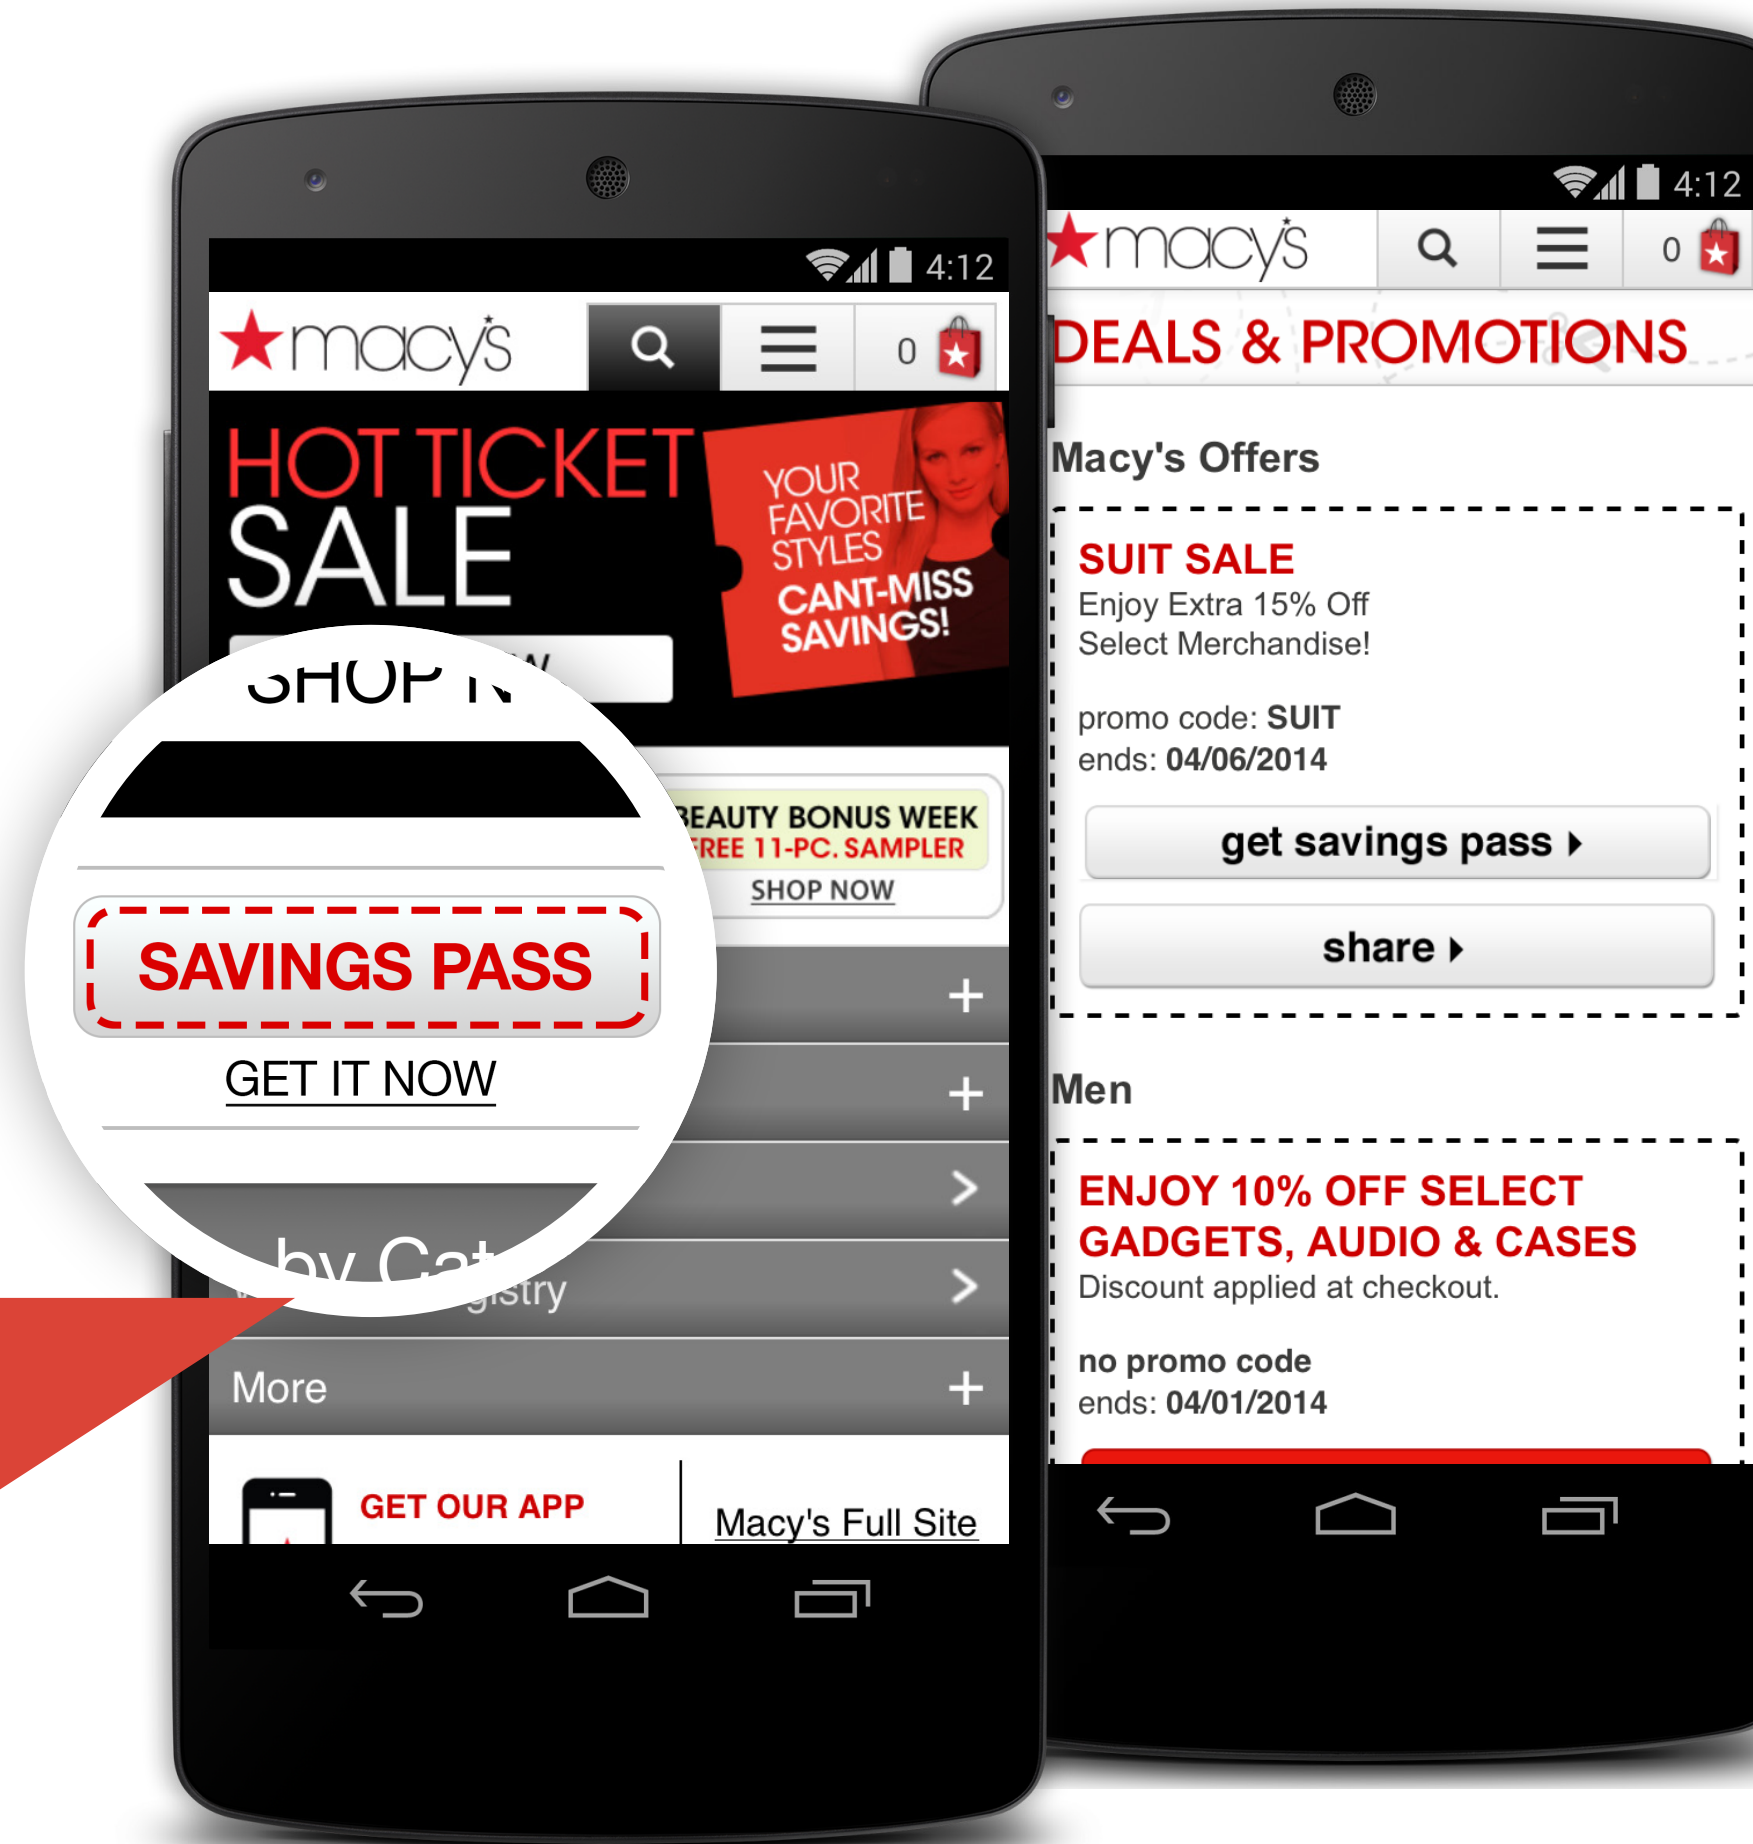 4:12
macy's
0
HOT TICKET
SALE
YOUR
FAVORITE
STYLES
CANT-MISS
SAVINGS!
SHOP N
BEAUTY BONUS WEEK
FREE 11-PC. SAMPLER
SHOP NOW
SAVINGS PASS
GET IT NOW
by Cat
More
GET OUR APP
Macy's Full Site
4:12
macy's
0
DEALS & PROMOTIONS
Macy's Offers
SUIT SALE
Enjoy Extra 15% Off
Select Merchandise!
promo code: SUIT
ends: 04/06/2014
get savings pass
share
Men
ENJOY 10% OFF SELECT
GADGETS, AUDIO & CASES
Discount applied at checkout.
no promo code
ends: 04/01/2014